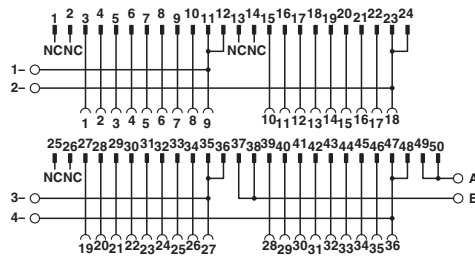 1 2 3 4 5 6 7 8 9 10 11 12 13 14 15 16 17 18 19 20 21 22 23 24
NC NC NC NC
1–
2–
1 2 3 4 5 6 7 8 9 10 11 12 13 14 15 16 17 18
25 26 27 28 29 30 31 32 33 34 35 36 37 38 39 40 41 42 43 44 45 46 47 48 49 50
NC NC
A
3–
4–
19 20 21 22 23 24 25 26 27 28 29 30 31 32 33 34 35 36